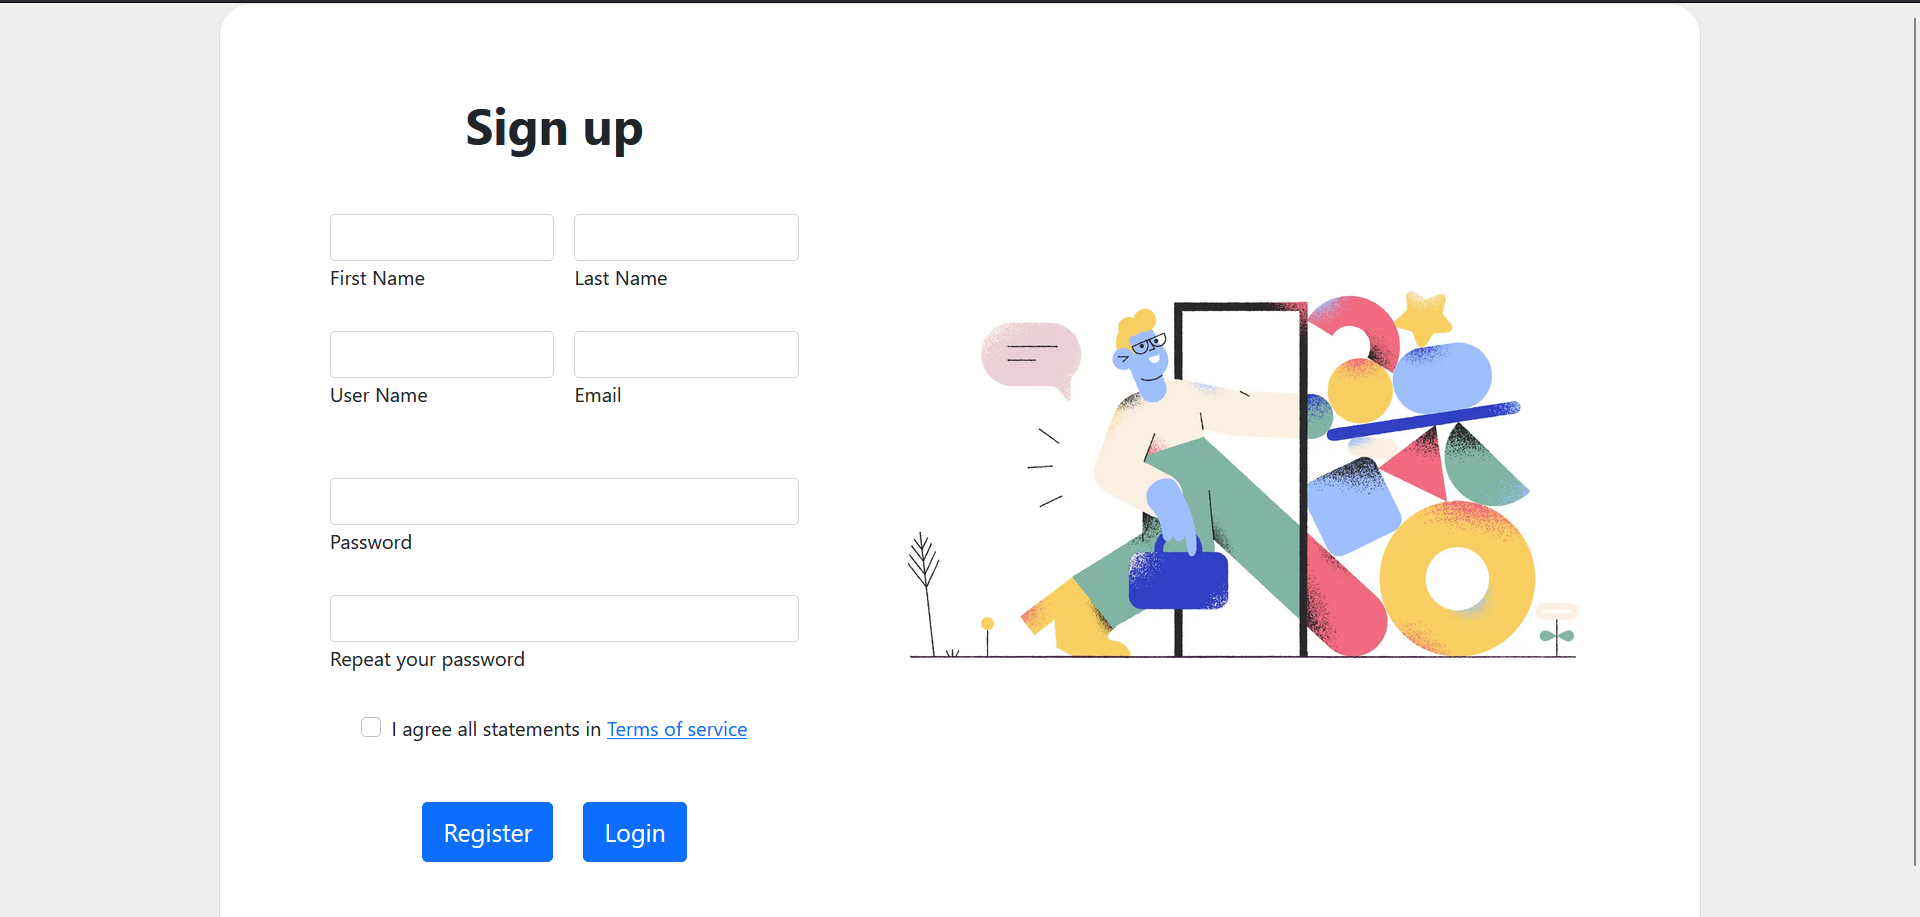 Sign up
First Name
Last Name
User Name
Email
Password
Repeat your password
I agree all statements in Terms of service
Register
Login